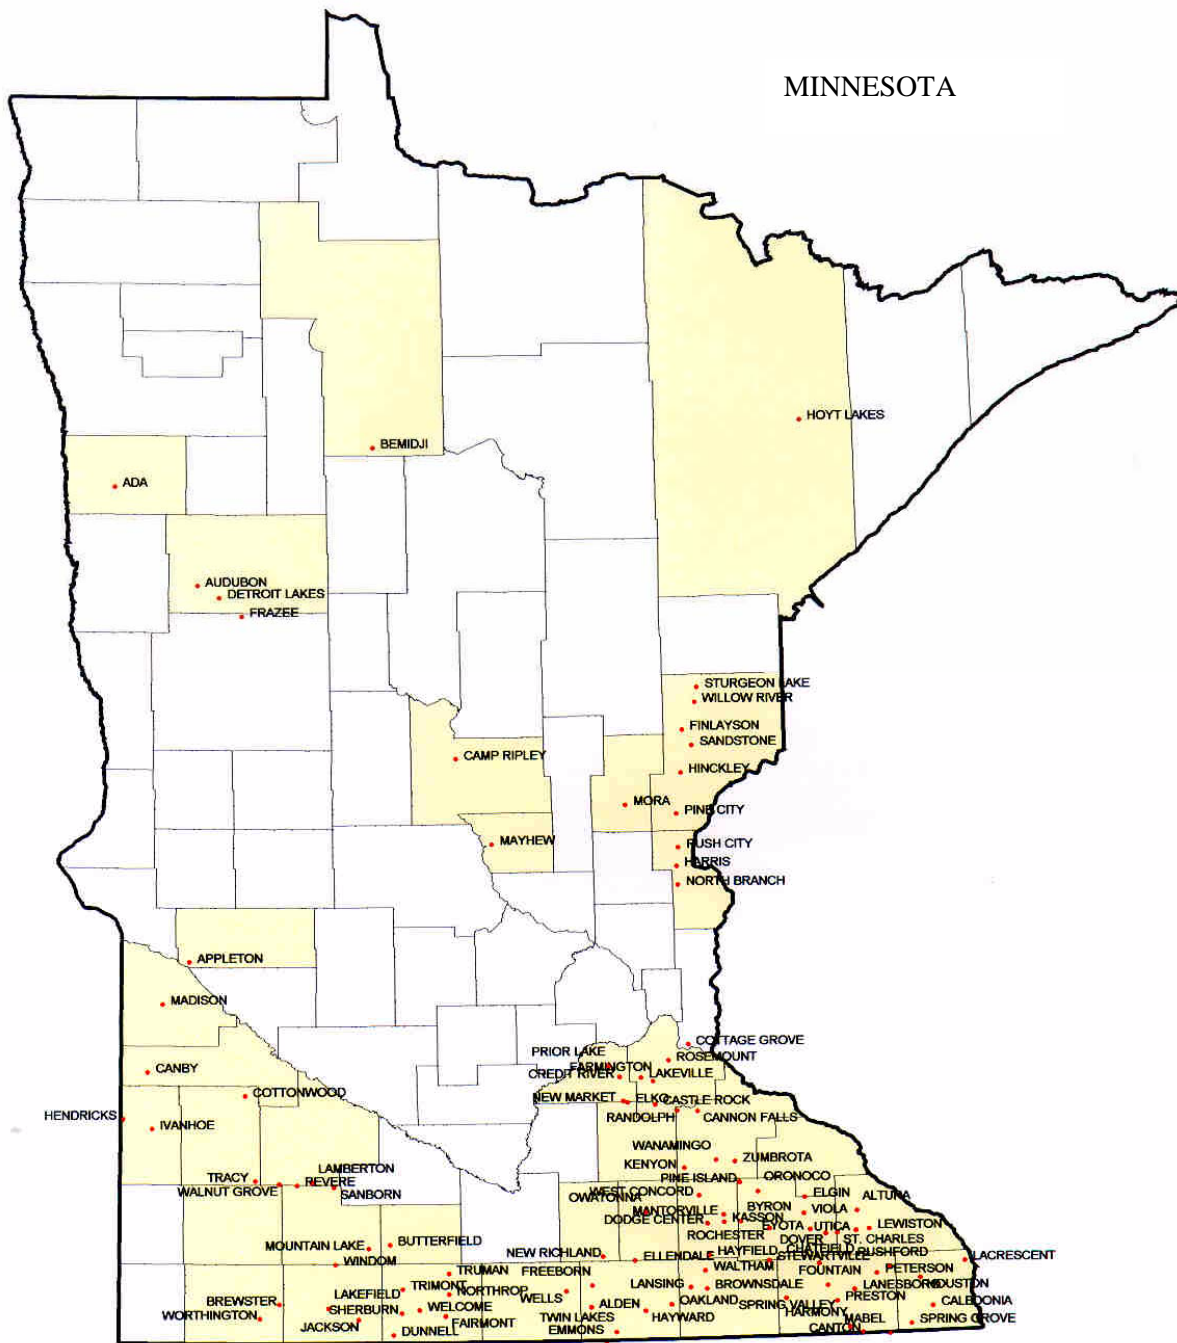 MINNESOTA
HOYT LAKES
BEMIDJI
ADA
AUDUBON
DETROIT LAKES
FRAZEE
STURGEON LAKE
WILLOW RIVER
FINLAYSON
SANDSTONE
CAMP RIPLEY
HINCKLEY
MORA
PINE CITY
MAYHEW
RUSH CITY
HARRIS
NORTH BRANCH
APPLETON
MADISON
COTTAGE GROVE
PRIOR LAKE
ROSEMOUNT
FARMINGTON
CANBY
CREDIT RIVER
LAKEVILLE
COTTONWOOD
NEW MARKET
ELKO
CASTLE ROCK
HENDRICKS
RANDOLPH
CANNON FALLS
IVANHOE
WANAMINGO
ZUMBROTA
KENYON
LAMBERTON
TRACY
REVERE
PINE ISLAND
ORONOCO
WALNUT GROVE
SANBORN
WEST CONCORD
OWATONNA
ELGIN
ALTURA
BYRON
MANTORVILLE
VIOLA
DODGE CENTER
KASSON
EYOTA
UTICA
LEWISTON
ROCHESTER
DOVER
ST. CHARLES
MOUNTAIN LAKE
BUTTERFIELD
NEW RICHLAND
ELLENDALE
HAYFIELD
CHATFIELD
RUSHFORD
STEWARTVILLE
LACRESCENT
WINDOM
WALTHAM
PETERSON
TRUMAN
FREEBORN
FOUNTAIN
TRIMONT
LANSING
BROWNSDALE
LANESBORO
HOUSTON
LAKEFIELD
NORTHROP
WELLS
PRESTON
BREWSTER
SHERBURN
WELCOME
ALDEN
OAKLAND
SPRING VALLEY
CALEDONIA
WORTHINGTON
FAIRMONT
TWIN LAKES
HAYWARD
HARMONY
MABEL
SPRING GROVE
JACKSON
DUNNELL
EMMONS
CANTON